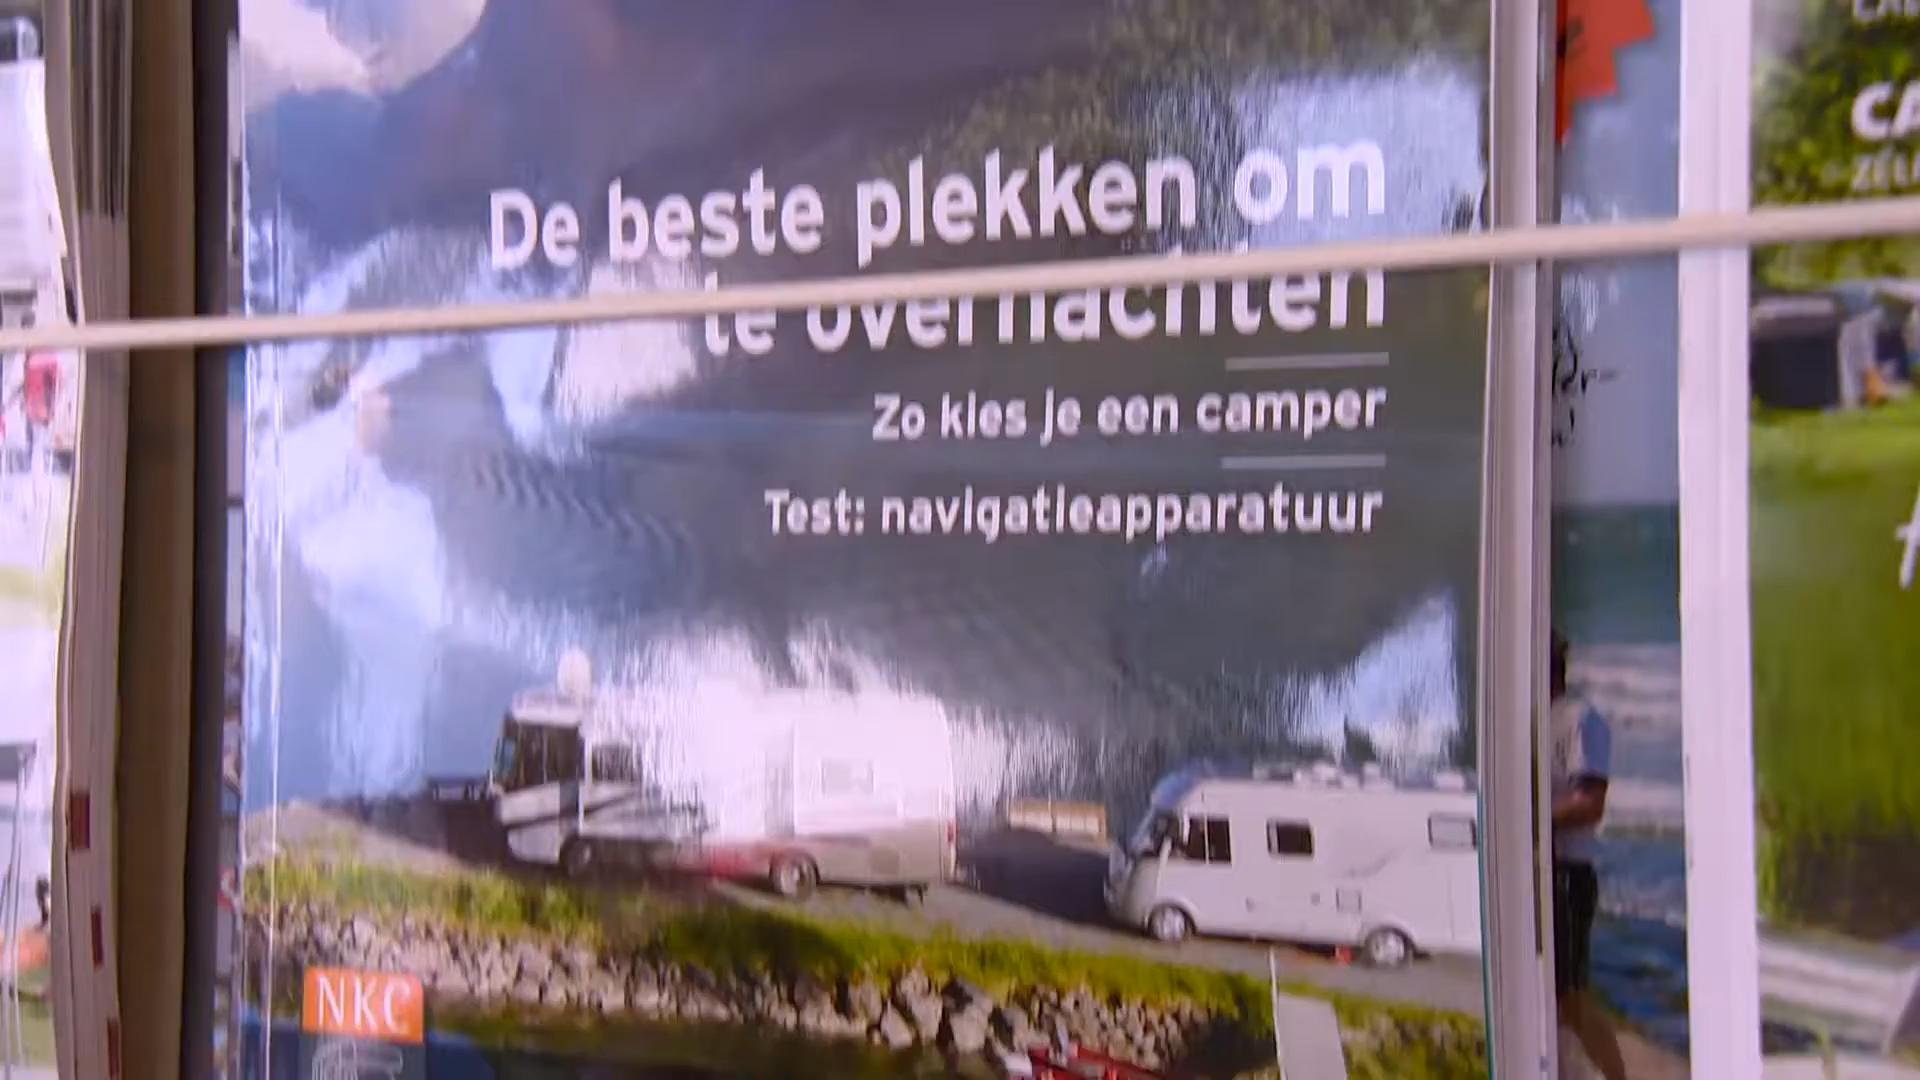 De beste plekken om
te overnachten
Zo kies je een camper
Test: navigatieapparatuur
NKC